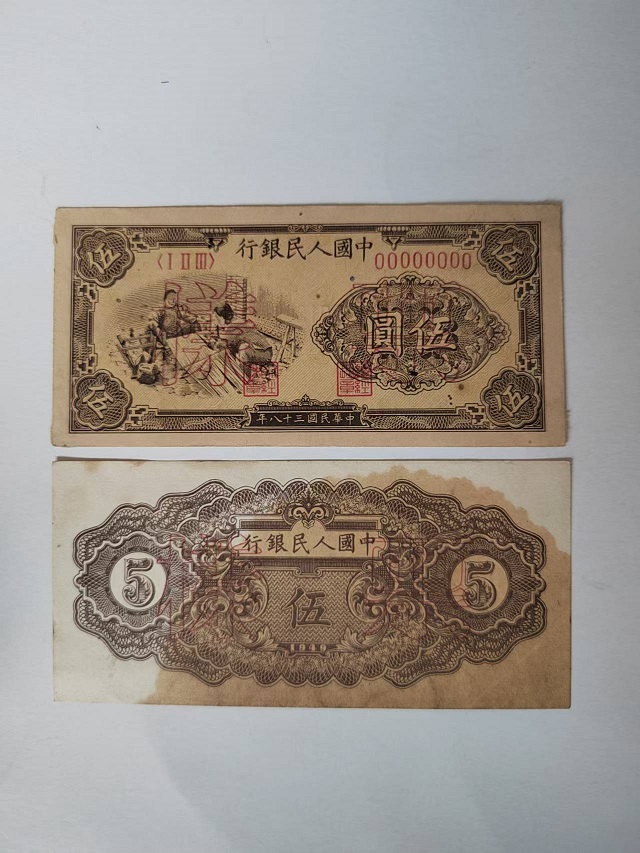 中國人民銀行
〈I II III〉
00000000
伍
伍
伍圓
伍
伍
中華民國三十八年
中國人民銀行
5
伍
5
1949